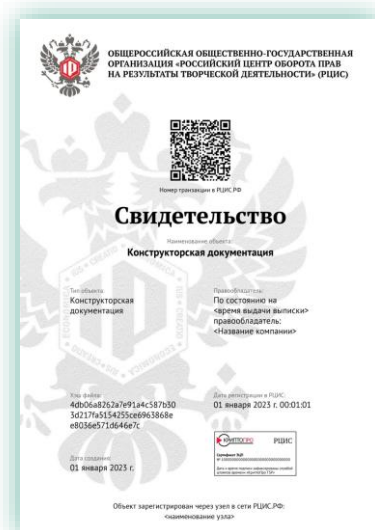 ОБЩЕРОССИЙСКАЯ ОБЩЕСТВЕННО-ГОСУДАРСТВЕННАЯ
ОРГАНИЗАЦИЯ «РОССИЙСКИЙ ЦЕНТР ОБОРОТА ПРАВ
НА РЕЗУЛЬТАТЫ ТВОРЧЕСКОЙ ДЕЯТЕЛЬНОСТИ» (РЦИС)
Номер транзакции в РЦИС.РФ
Свидетельство
Наименование объекта:
Конструкторская документация
Тип объекта:
Конструкторская
документация
Правообладатель:
По состоянию на
<время выдачи выписки>
правообладатель:
<Название компании>
Хэш файла:
4db06a8262a7e91a4c587b30
3d217fa5154255ce6963868e
e8036e571d646e7c
Дата регистрации в РЦИС:
01 января 2023 г. 00:01:01
Дата создания:
01 января 2023 г.
КРИПТОПРО
РЦИС
Объект зарегистрирован через узел в сети РЦИС.РФ:
<наименование узла>